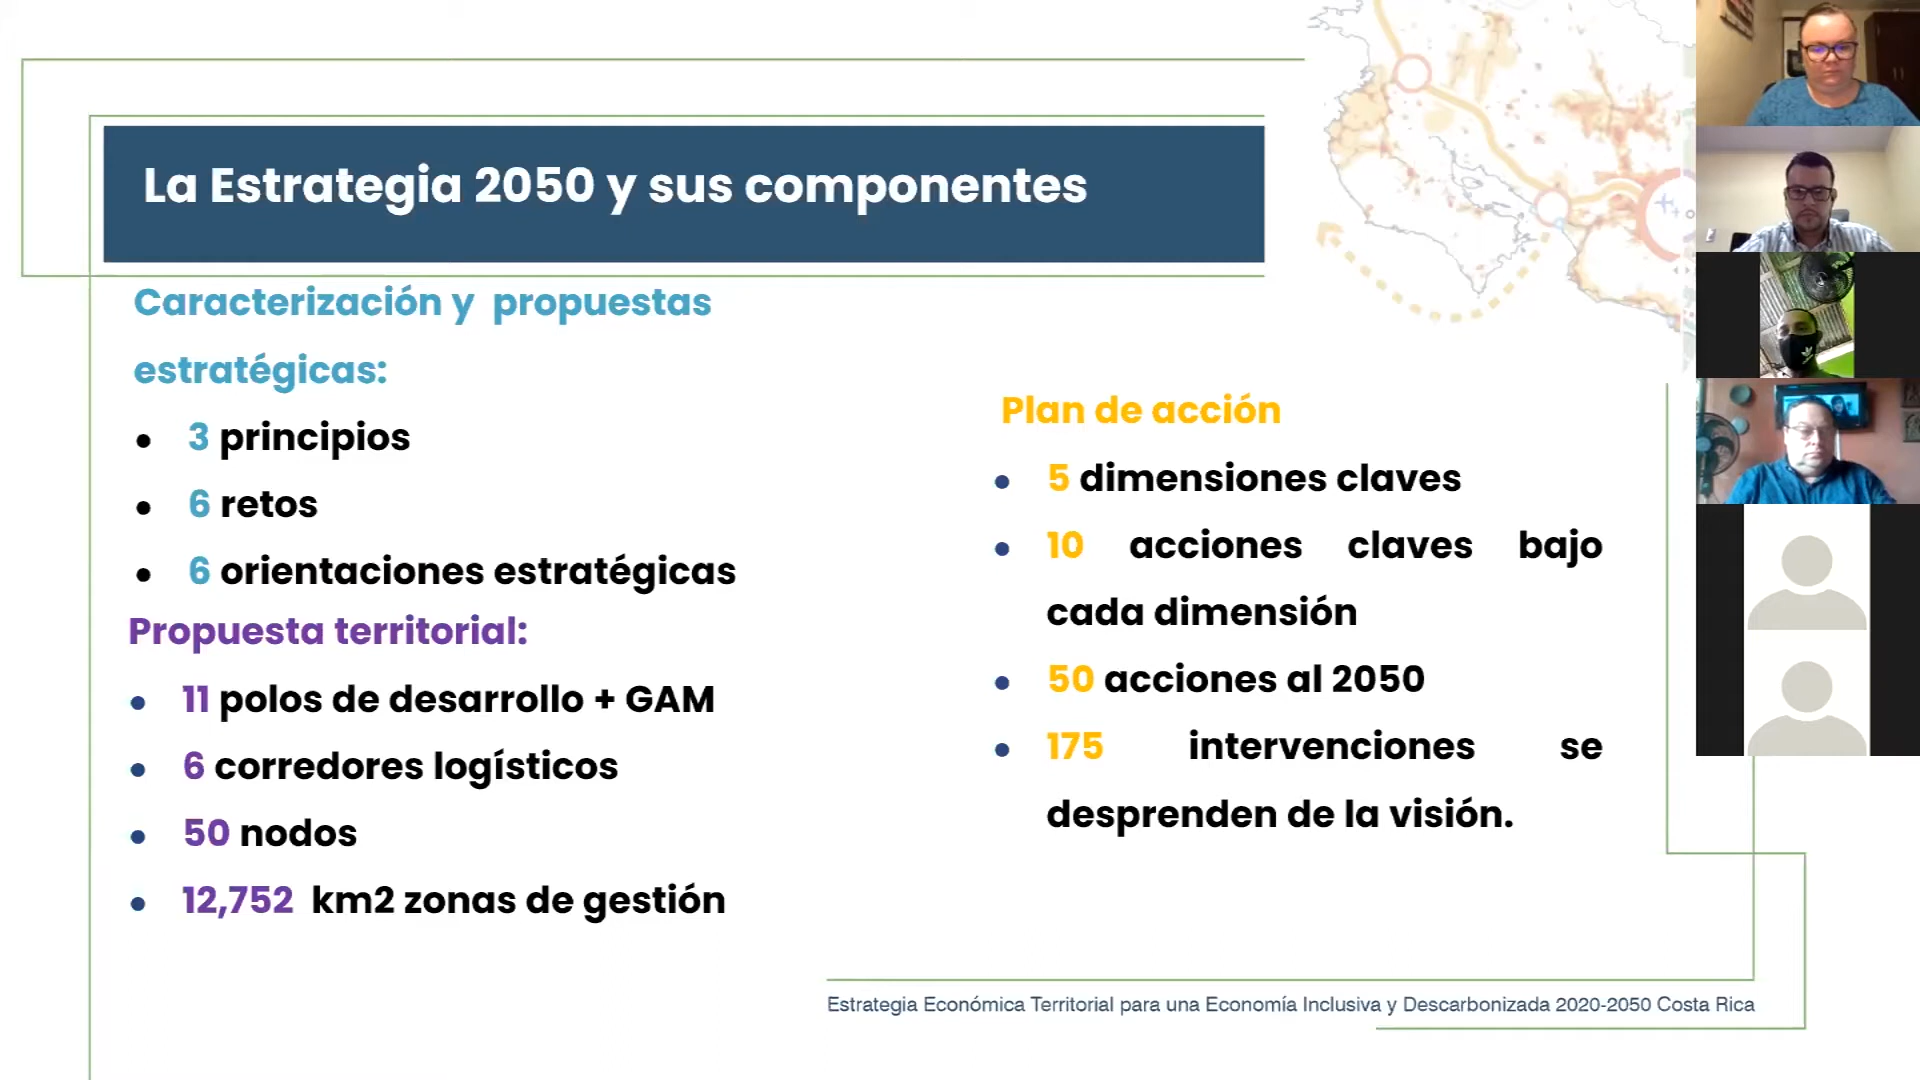 La Estrategia 2050 y sus componentes
Caracterización y propuestas
estratégicas:
• 3 principios
• 6 retos
• 6 orientaciones estratégicas
Propuesta territorial:
• 11 polos de desarrollo + GAM
• 6 corredores logísticos
• 50 nodos
• 12,752 km2 zonas de gestión
Plan de acción
• 5 dimensiones claves
• 10 acciones claves bajo
cada dimensión
• 50 acciones al 2050
• 175 intervenciones se
desprenden de la visión.
Estrategia Económica Territorial para una Economía Inclusiva y Descarbonizada 2020-2050 Costa Rica